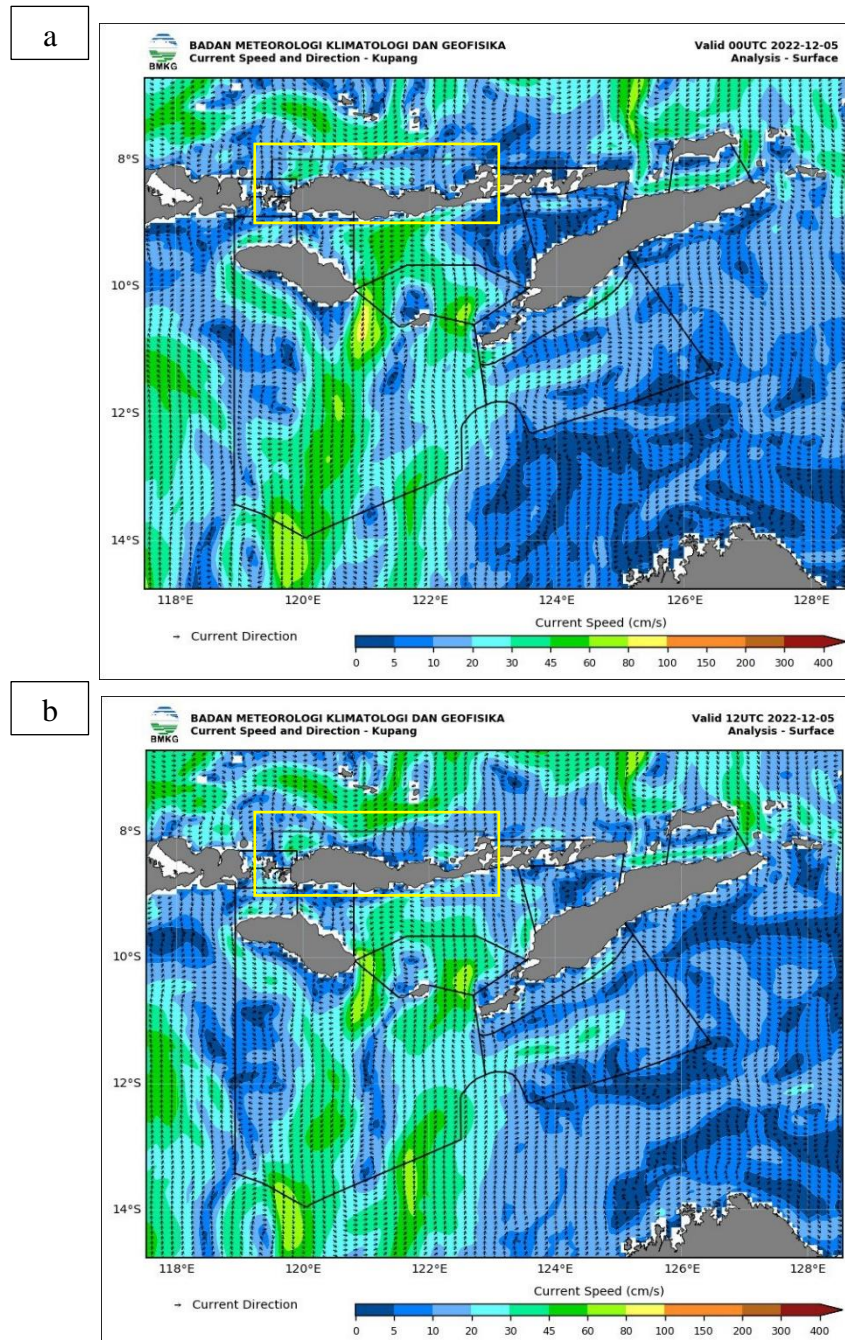 a
BADAN METEOROLOGI KLIMATOLOGI DAN GEOFISIKA
Current Speed and Direction - Kupang
Valid 00UTC 2022-12-05
Analysis - Surface
BMKG
8°S
10°S
12°S
14°S
118°E 120°E 122°E 124°E 126°E 128°E
Current Speed (cm/s)
→ Current Direction
0 5 10 20 30 45 60 80 100 150 200 300 400
b
BADAN METEOROLOGI KLIMATOLOGI DAN GEOFISIKA
Current Speed and Direction - Kupang
Valid 12UTC 2022-12-05
Analysis - Surface
BMKG
8°S
10°S
12°S
14°S
118°E 120°E 122°E 124°E 126°E 128°E
Current Speed (cm/s)
→ Current Direction
0 5 10 20 30 45 60 80 100 150 200 300 400